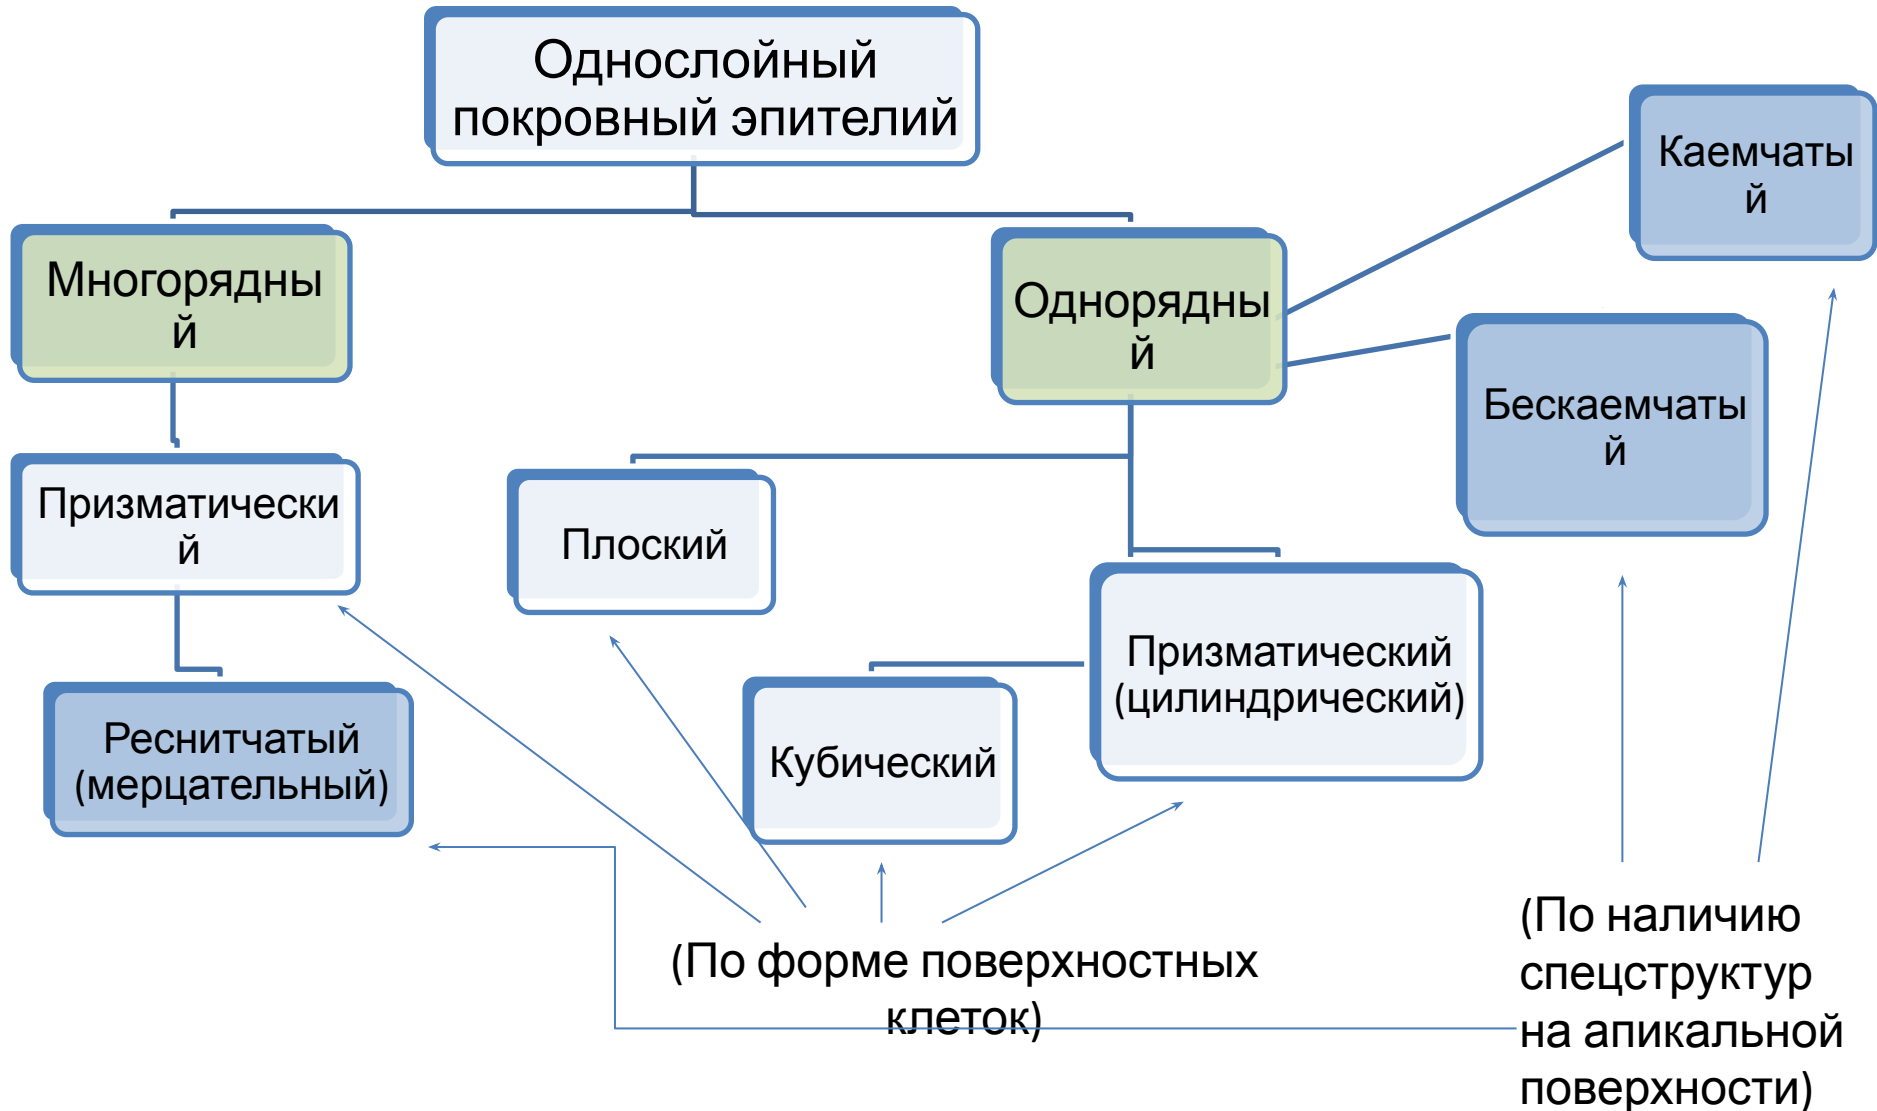 Однослойный
покровный эпителий
Каемчаты
й
Многорядны
й
Однорядны
й
Бескаемчаты
й
Призматически
й
Плоский
Призматический
(цилиндрический)
Реснитчатый
(мерцательный)
Кубический
(По форме поверхностных
клеток)
(По наличию
спецструктур
на апикальной
поверхности)